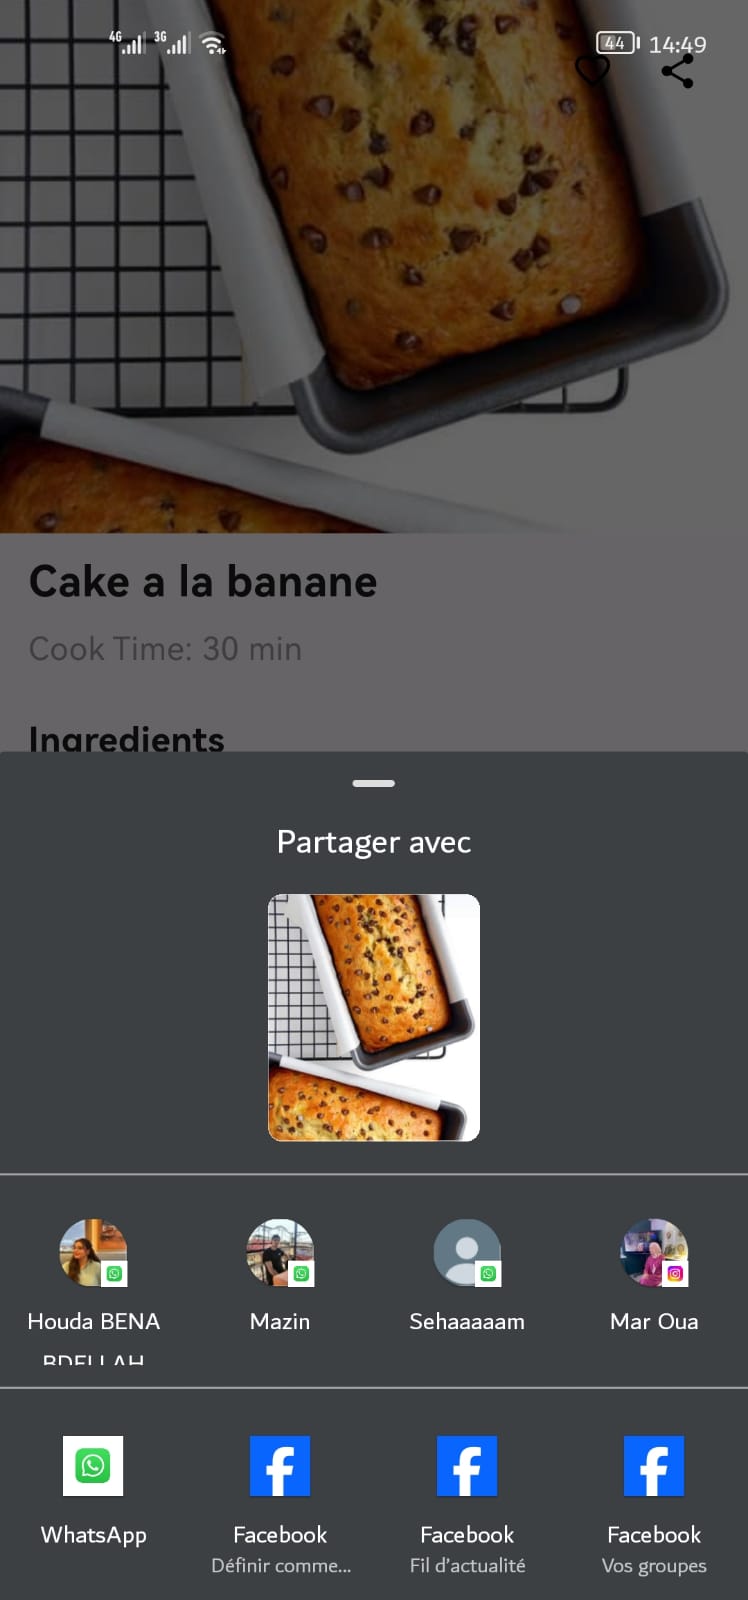 4G 3G 44 14:49
Cake a la banane
Cook Time: 30 min
Ingredients
Partager avec
Houda BENA
BDELLAH
Mazin
Sehaaaaam
Mar Oua
WhatsApp
Facebook
Définir comme...
Facebook
Fil d'actualité
Facebook
Vos groupes